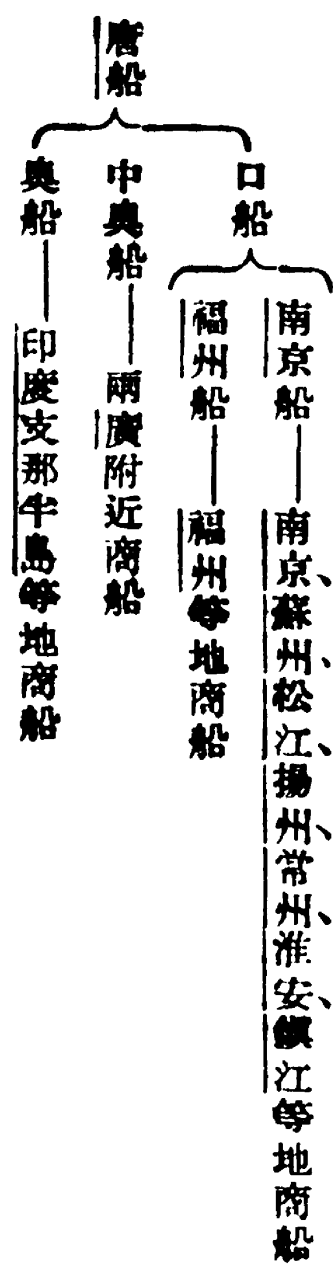 唐船
口船
南京船——南京、蘇州、松江、揚州、常州、淮安、鎭江等地商船
福州船——福州等地商船
中奥船——兩廣附近商船
奥船——印度支那半島等地商船